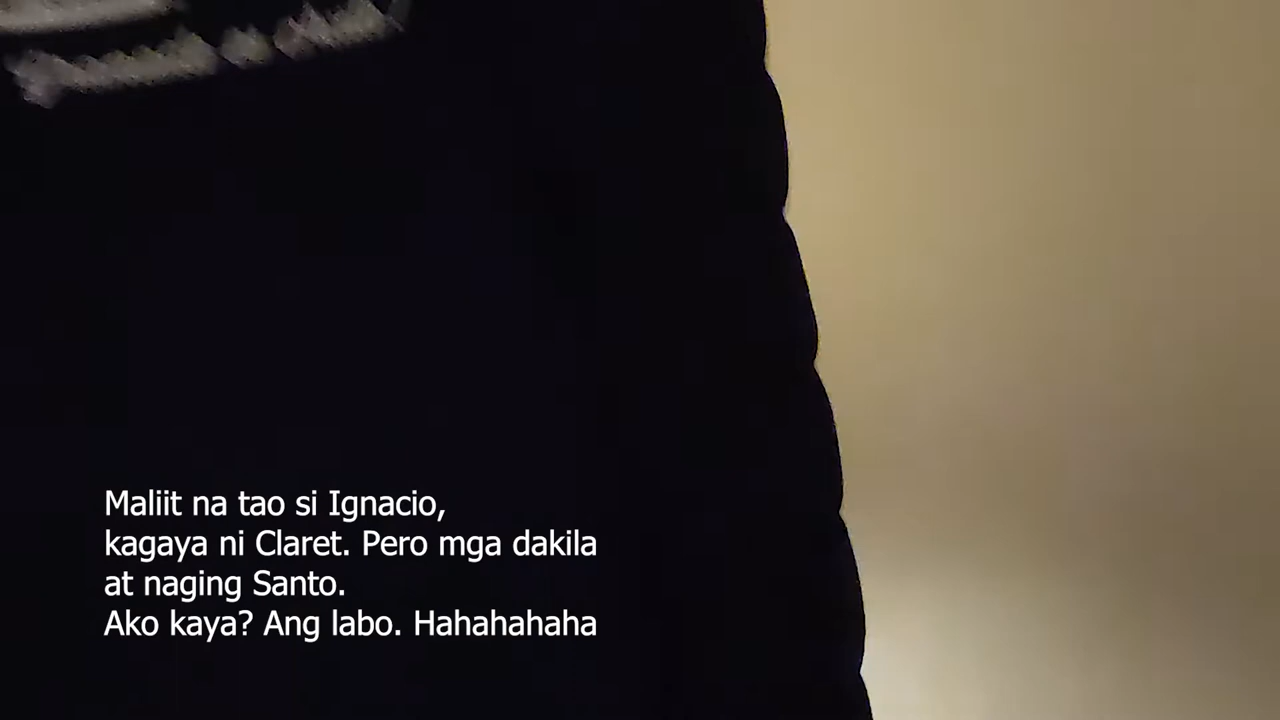 Maliit na tao si Ignacio,
kagaya ni Claret. Pero mga dakila
at naging Santo.
Ako kaya? Ang labo. Hahahahaha